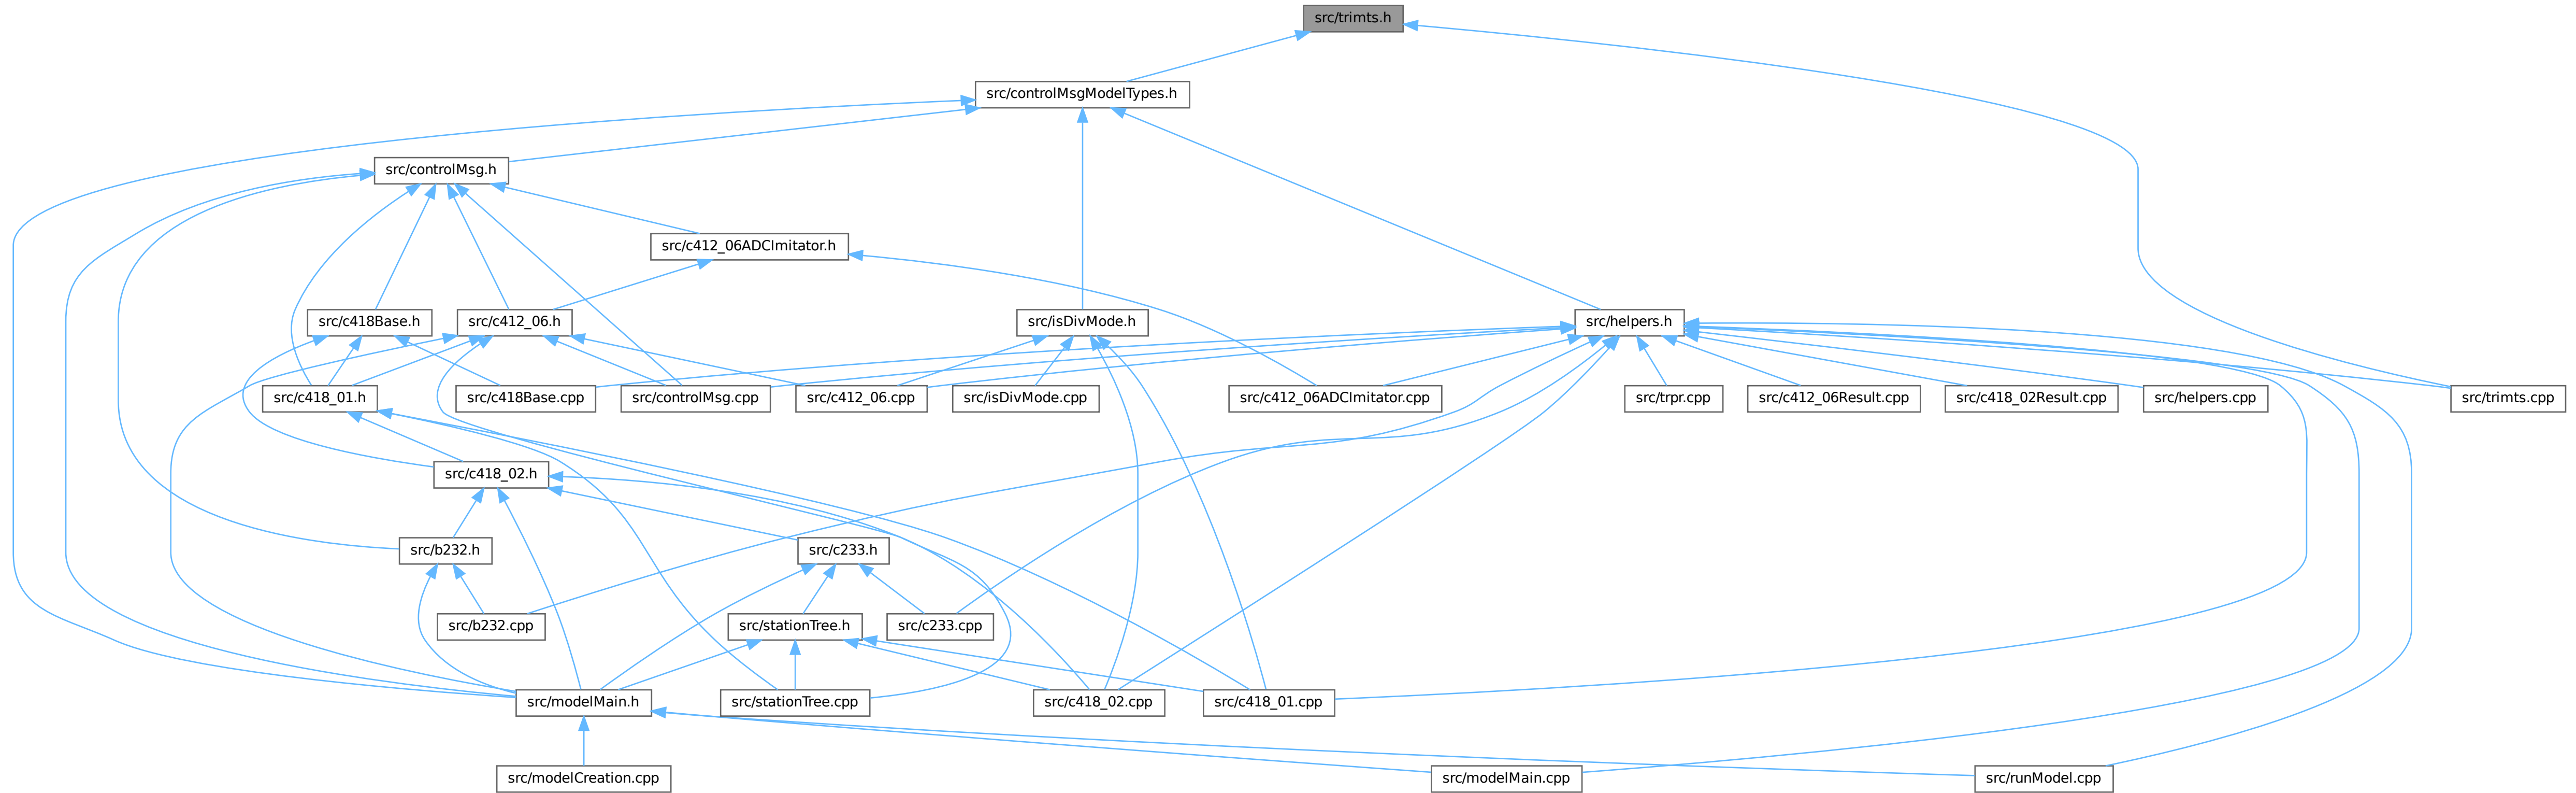 src/trimts.h
src/controlMsgModelTypes.h
src/controlMsg.h
src/c412_06ADCImitator.h
src/c418Base.h
src/c412_06.h
src/isDivMode.h
src/helpers.h
src/c418_01.h
src/c418Base.cpp
src/controlMsg.cpp
src/c412_06.cpp
src/isDivMode.cpp
src/c412_06ADCImitator.cpp
src/trpr.cpp
src/c412_06Result.cpp
src/c418_02Result.cpp
src/helpers.cpp
src/trimts.cpp
src/c418_02.h
src/b232.h
src/c233.h
src/b232.cpp
src/stationTree.h
src/c233.cpp
src/modelMain.h
src/stationTree.cpp
src/c418_02.cpp
src/c418_01.cpp
src/modelCreation.cpp
src/modelMain.cpp
src/runModel.cpp